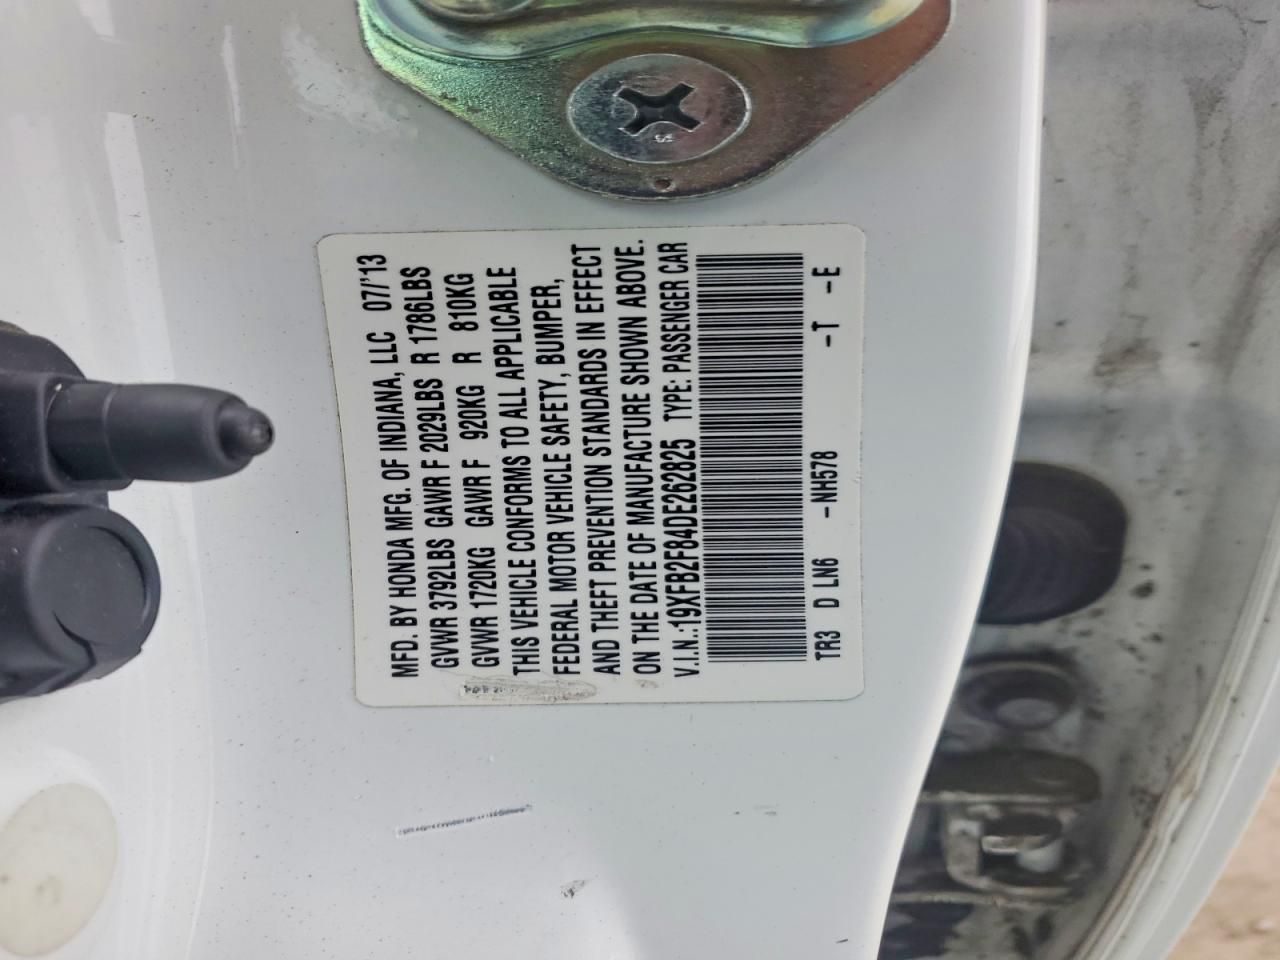 MFD. BY HONDA MFG. OF INDIANA, LLC 07/'13
GVWR 3792LBS GAWR F 2029LBS R 1786LBS
GVWR 1720KG GAWR F 920KG R 810KG
THIS VEHICLE CONFORMS TO ALL APPLICABLE
FEDERAL MOTOR VEHICLE SAFETY, BUMPER,
AND THEFT PREVENTION STANDARDS IN EFFECT
ON THE DATE OF MANUFACTURE SHOWN ABOVE.
V.I.N.:19XFB2F84DE262825 TYPE: PASSENGER CAR
TR3 D LN6 -NH578 -T -E